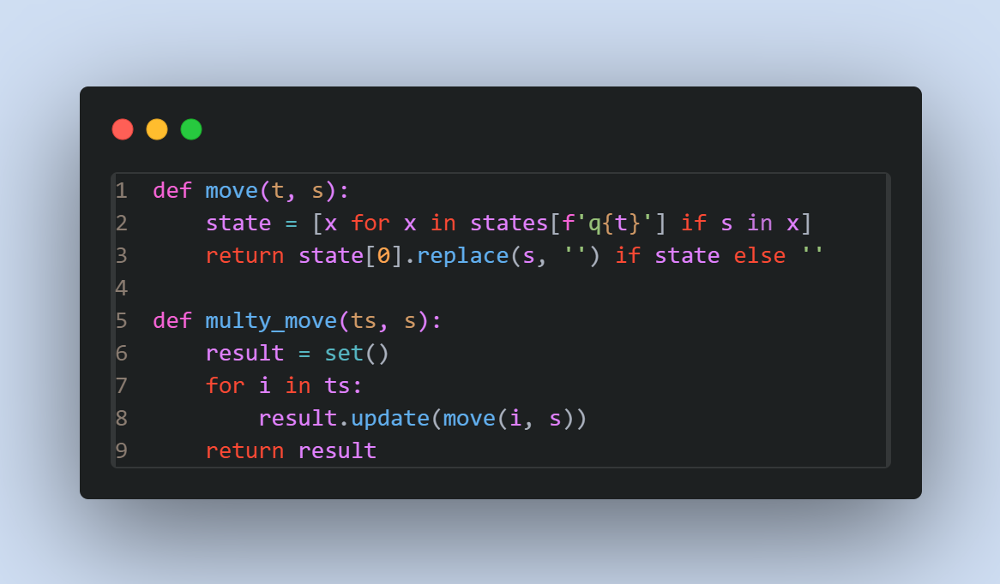 1 def move(t, s):
2     state = [x for x in states[f'q{t}'] if s in x]
3     return state[0].replace(s, '') if state else ''
4
5 def multy_move(ts, s):
6     result = set()
7     for i in ts:
8         result.update(move(i, s))
9     return result